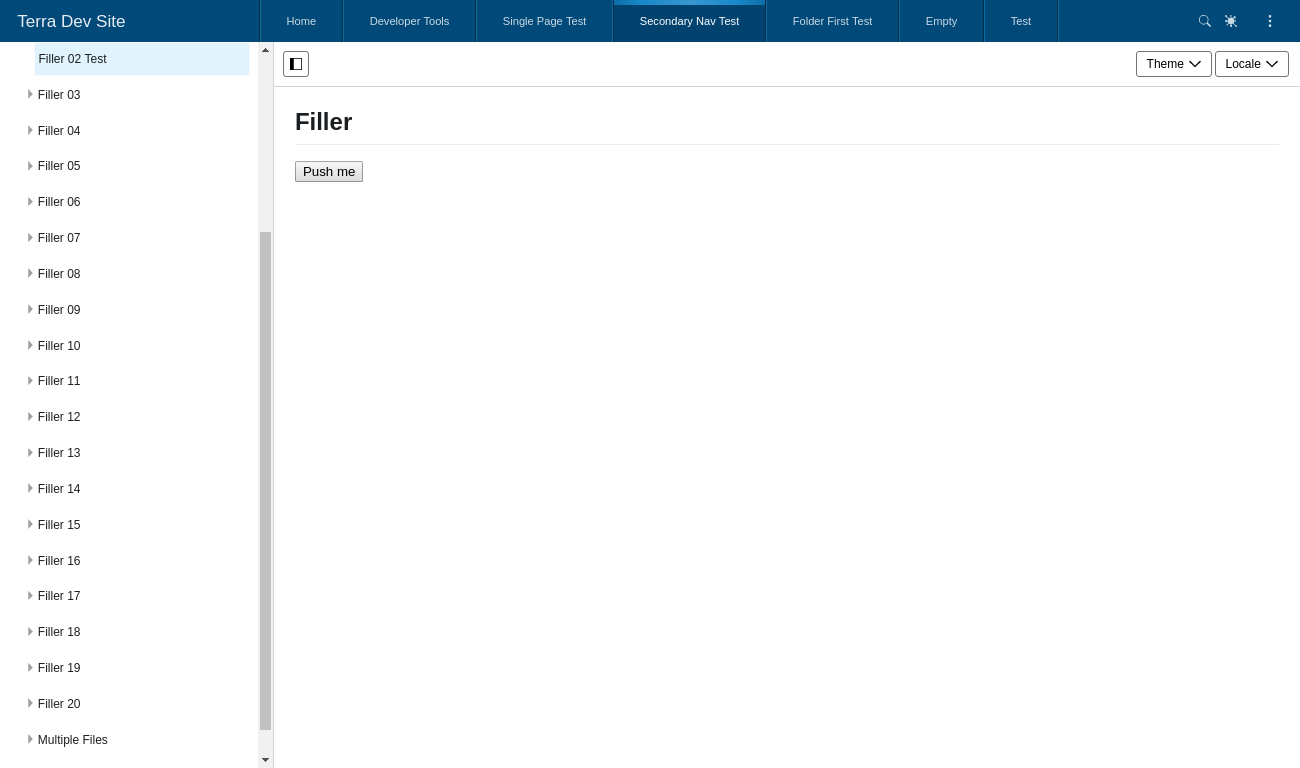 Terra Dev Site
Home
Developer Tools
Single Page Test
Secondary Nav Test
Folder First Test
Empty
Test
Filler 02 Test
Filler 03
Filler 04
Filler 05
Filler 06
Filler 07
Filler 08
Filler 09
Filler 10
Filler 11
Filler 12
Filler 13
Filler 14
Filler 15
Filler 16
Filler 17
Filler 18
Filler 19
Filler 20
Multiple Files
Theme
Locale
Filler
Push me